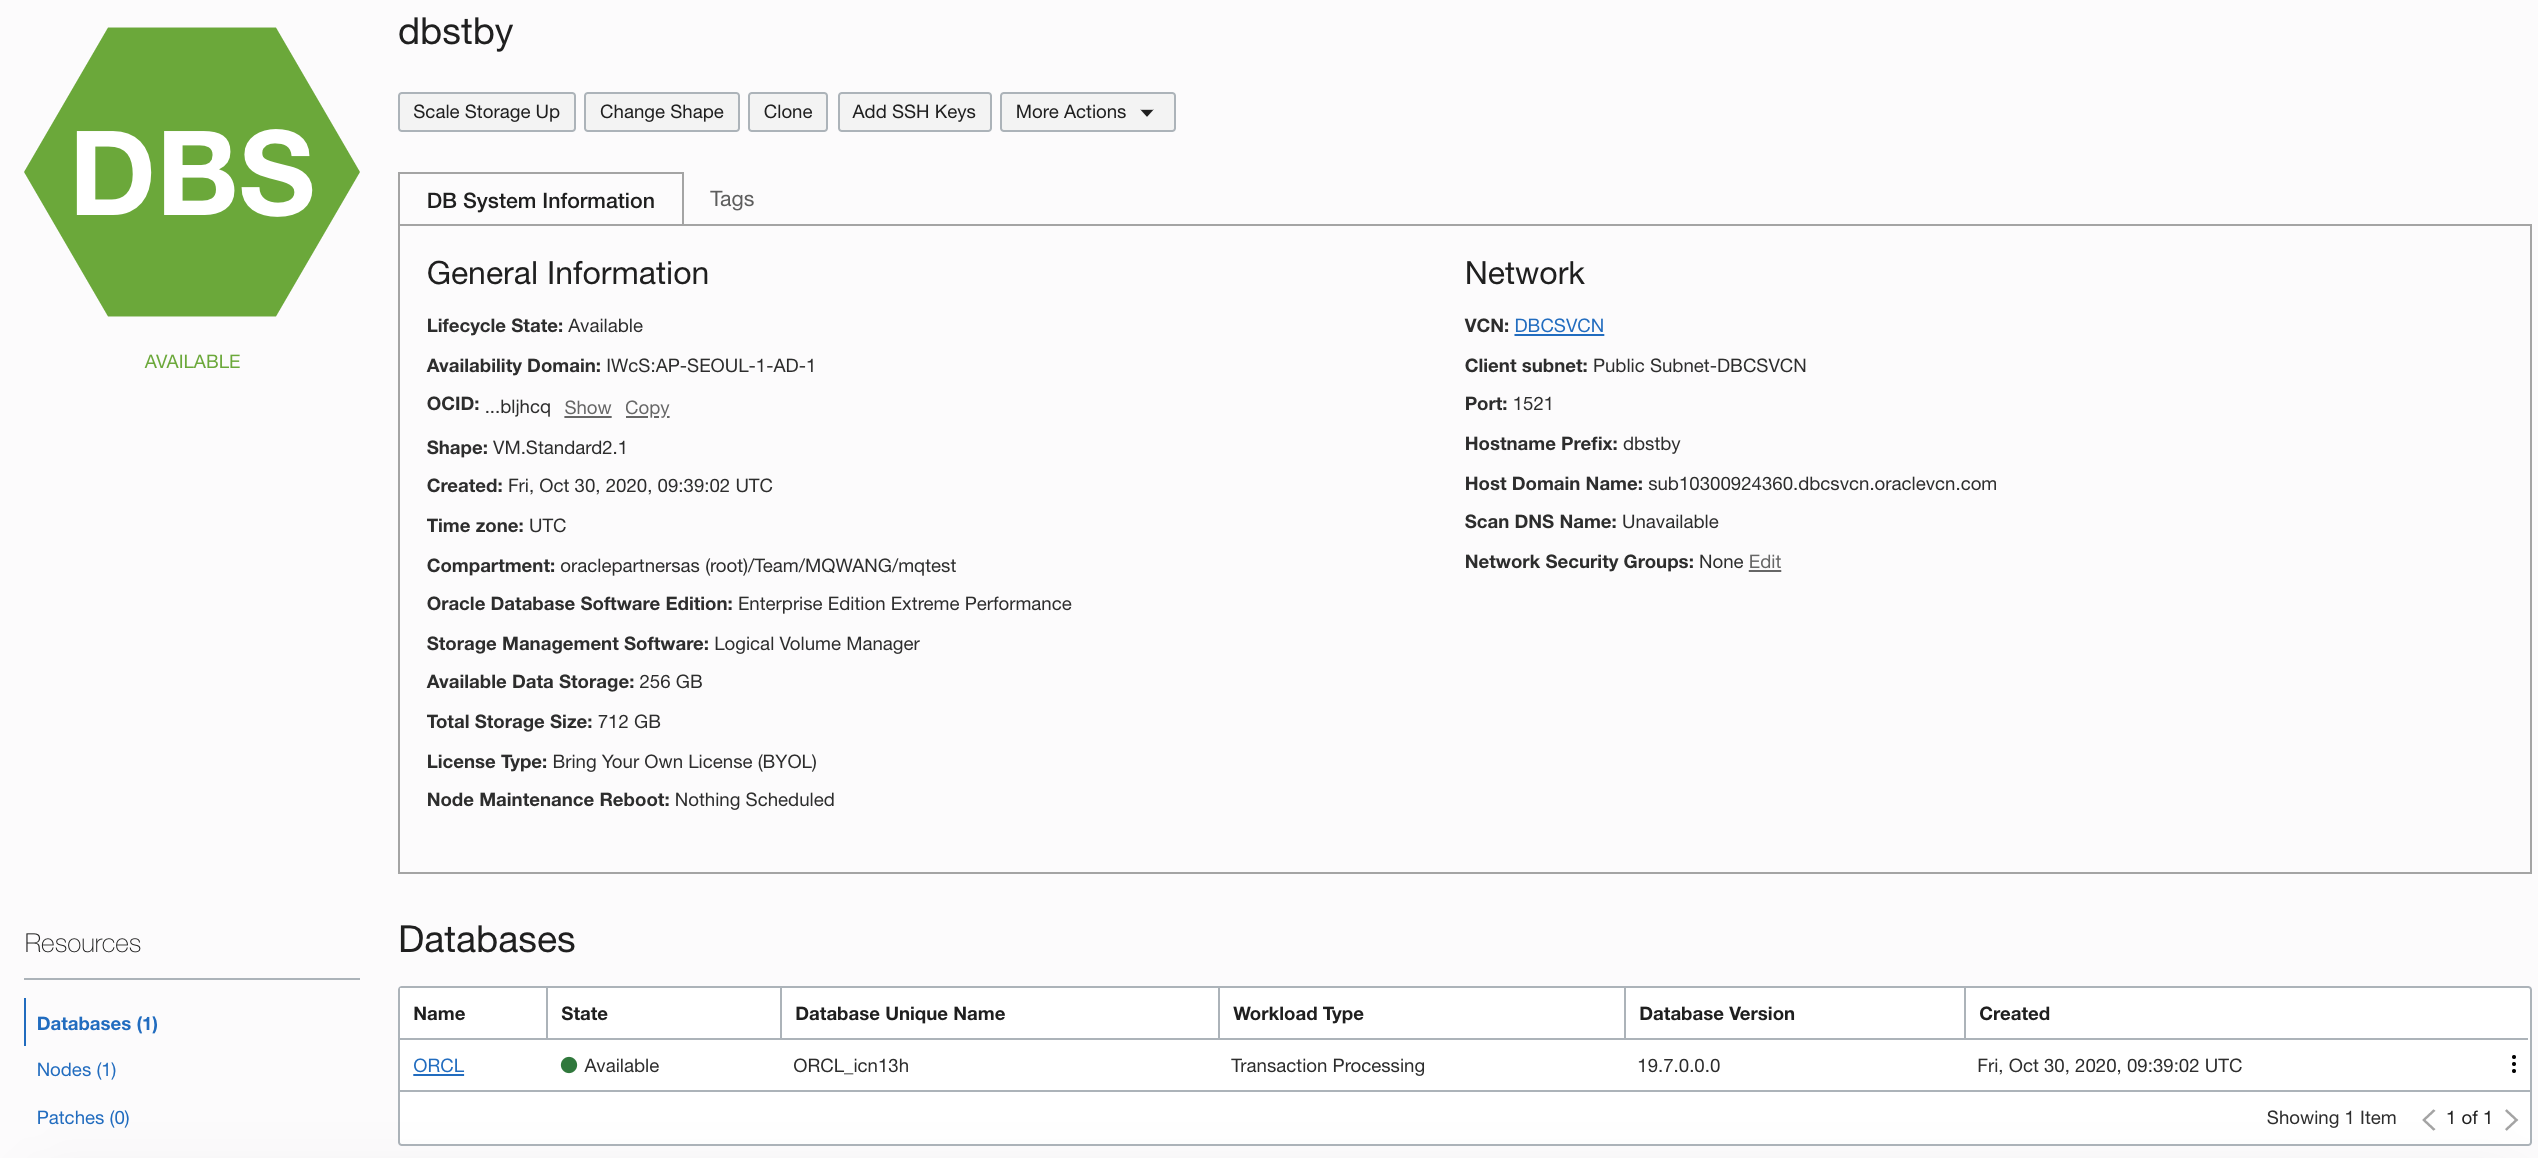 dbstby
DBS
AVAILABLE
Scale Storage Up Change Shape Clone Add SSH Keys More Actions
DB System Information Tags
General Information
Lifecycle State: Available
Availability Domain: IWcS:AP-SEOUL-1-AD-1
OCID: ...bljhcq Show Copy
Shape: VM.Standard2.1
Created: Fri, Oct 30, 2020, 09:39:02 UTC
Time zone: UTC
Compartment: oraclepartnersas (root)/Team/MQWANG/mqtest
Oracle Database Software Edition: Enterprise Edition Extreme Performance
Storage Management Software: Logical Volume Manager
Available Data Storage: 256 GB
Total Storage Size: 712 GB
License Type: Bring Your Own License (BYOL)
Node Maintenance Reboot: Nothing Scheduled
Network
VCN: DBCSVCN
Client subnet: Public Subnet-DBCSVCN
Port: 1521
Hostname Prefix: dbstby
Host Domain Name: sub10300924360.dbcsvcn.oraclevcn.com
Scan DNS Name: Unavailable
Network Security Groups: None Edit
Resources
Databases (1)
Nodes (1)
Patches (0)
Databases
Name State Database Unique Name Workload Type Database Version Created
ORCL Available ORCL_icn13h Transaction Processing 19.7.0.0.0 Fri, Oct 30, 2020, 09:39:02 UTC
Showing 1 Item 1 of 1